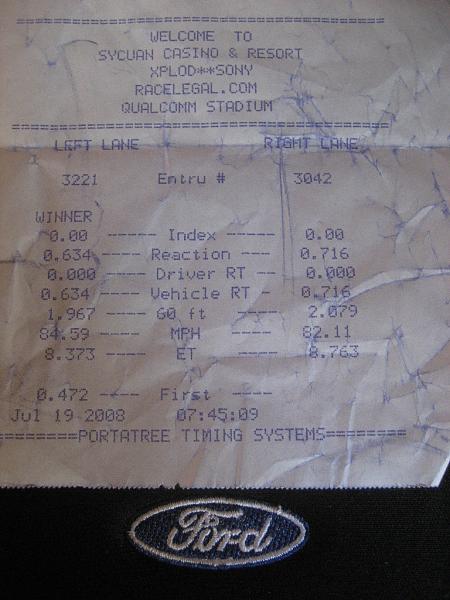 ===========================================
WELCOME TO
SYCUAN CASINO & RESORT
XPLOD**SONY
RACELEGAL.COM
QUALCOMM STADIUM
===========================================
LEFT LANE RIGHT LANE
3221 Entru # 3042
WINNER
0.00 ----- Index ----- 0.00
0.634 ---- Reaction ---- 0.716
0.000 ---- Driver RT -- 0.000
0.634 ---- Vehicle RT - 0.716
1.967 ---- 60 ft ---- 2.079
84.59 ---- MPH ---- 82.11
8.373 ---- ET ---- 8.763
0.472 ---- First ----
Jul 19 2008 07:45:09
========PORTATREE TIMING SYSTEMS========
Ford